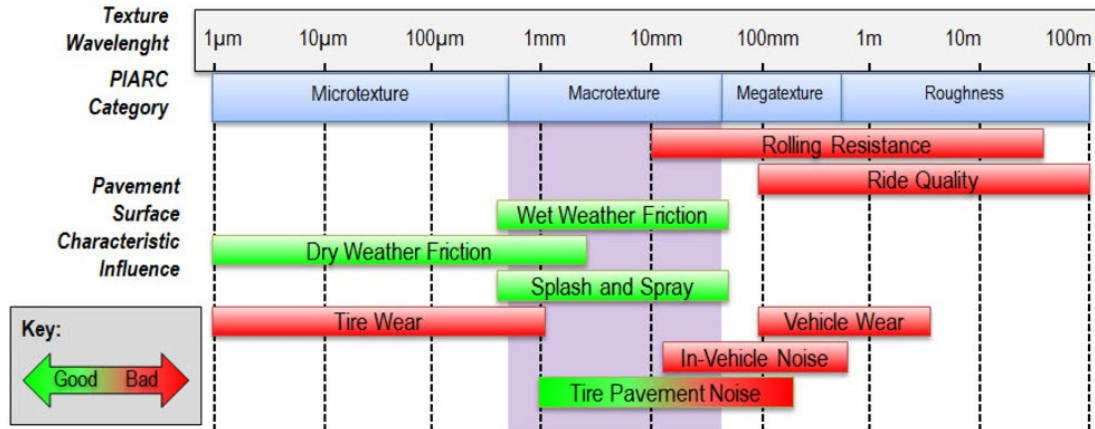 Texture
Wavelenght
1µm 10µm 100µm 1mm 10mm 100mm 1m 10m 100m
PIARC
Category
Microtexture Macrotexture Megatexture Roughness
Rolling Resistance
Ride Quality
Pavement
Surface
Characteristic
Influence
Wet Weather Friction
Dry Weather Friction
Splash and Spray
Tire Wear Vehicle Wear
In-Vehicle Noise
Tire Pavement Noise
Key:
Good Bad